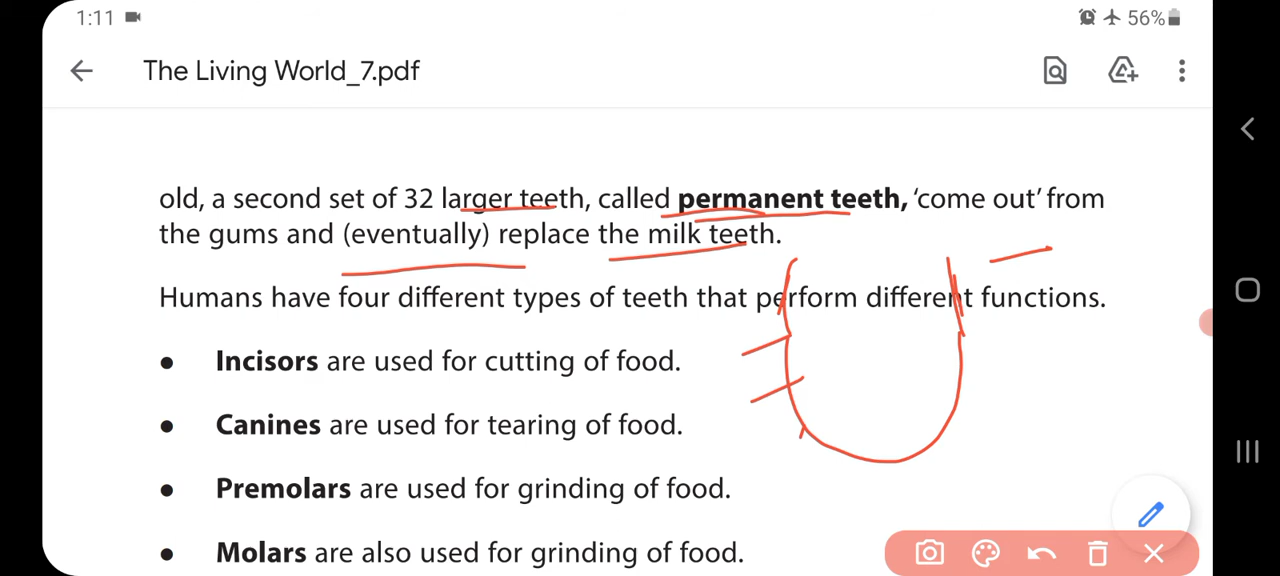 1:11 56%
The Living World_7.pdf
old, a second set of 32 larger teeth, called permanent teeth, ‘come out’ from
the gums and (eventually) replace the milk teeth.
Humans have four different types of teeth that perform different functions.
● Incisors are used for cutting of food.
● Canines are used for tearing of food.
● Premolars are used for grinding of food.
● Molars are also used for grinding of food.